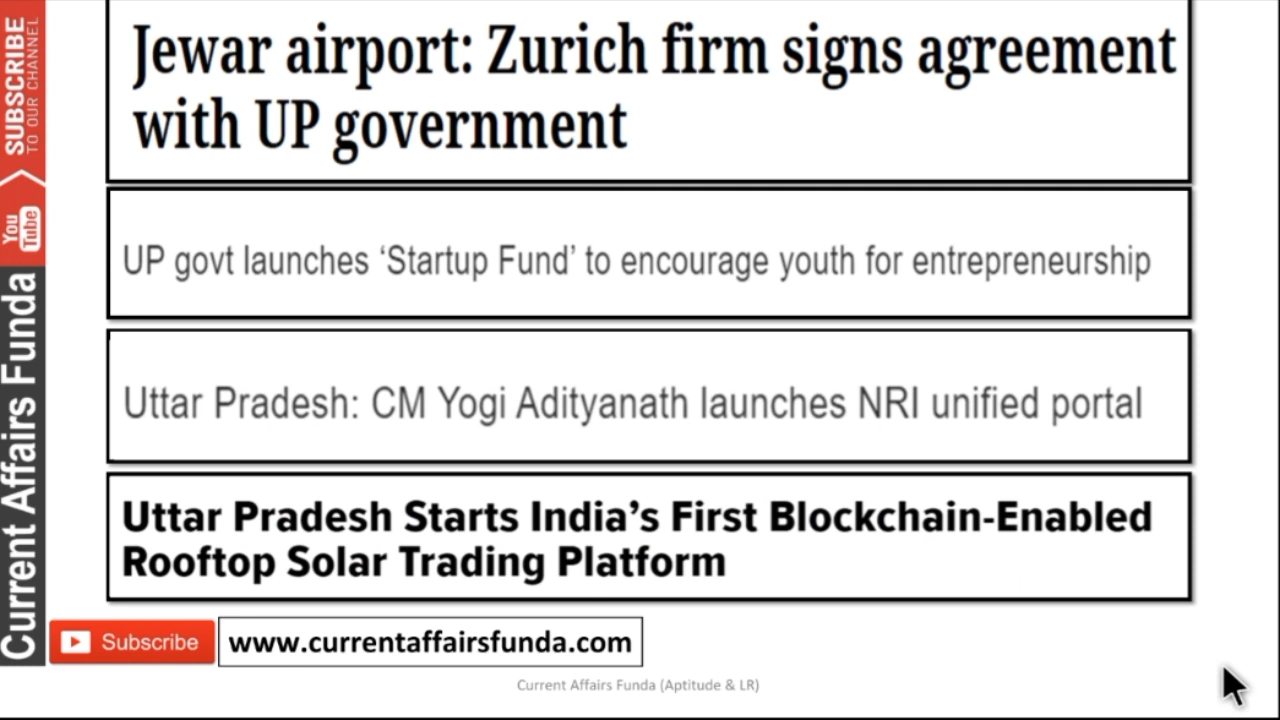 Jewar airport: Zurich firm signs agreement
with UP government
UP govt launches ‘Startup Fund’ to encourage youth for entrepreneurship
Uttar Pradesh: CM Yogi Adityanath launches NRI unified portal
Uttar Pradesh Starts India’s First Blockchain-Enabled
Rooftop Solar Trading Platform
SUBSCRIBE
TO OUR CHANNEL
You
Tube
Current Affairs Funda
Subscribe
www.currentaffairsfunda.com
Current Affairs Funda (Aptitude & LR)